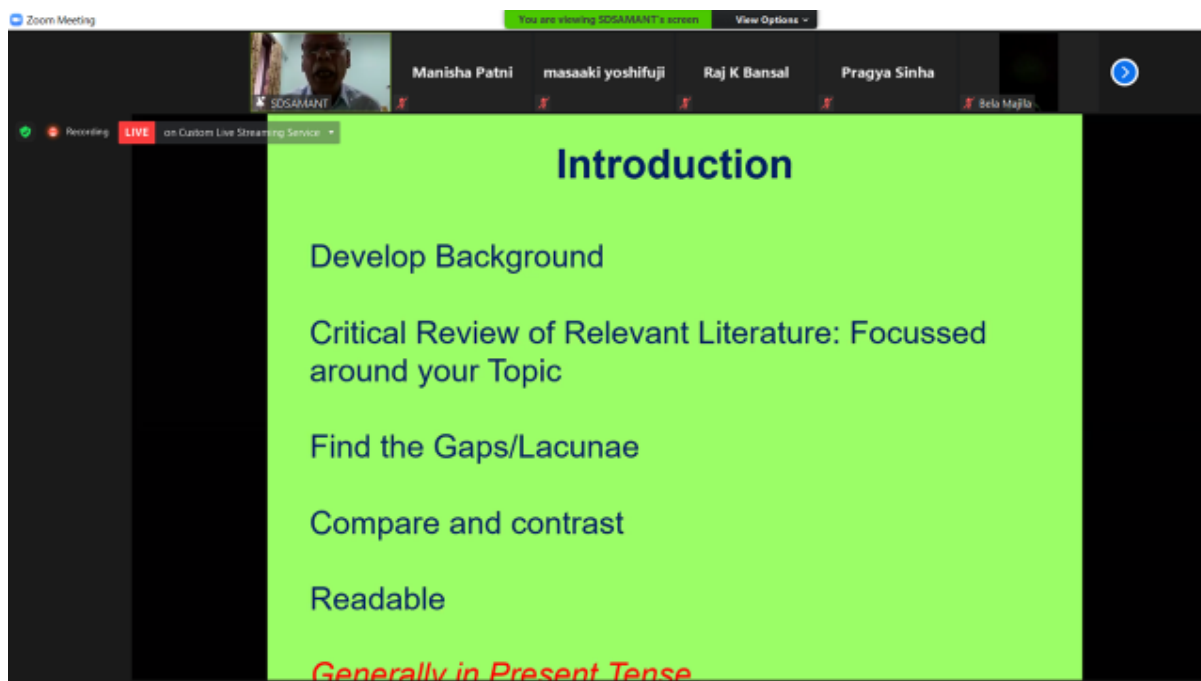 Zoom Meeting
You are viewing SDSAMANT's screen
View Options
SDSAMANT
Manisha Patni
masaaki yoshifuji
Raj K Bansal
Pragya Sinha
Bela Majila
Recording
LIVE
on Custom Live Streaming Service
Introduction
Develop Background
Critical Review of Relevant Literature: Focussed
around your Topic
Find the Gaps/Lacunae
Compare and contrast
Readable
Generally in Present Tense